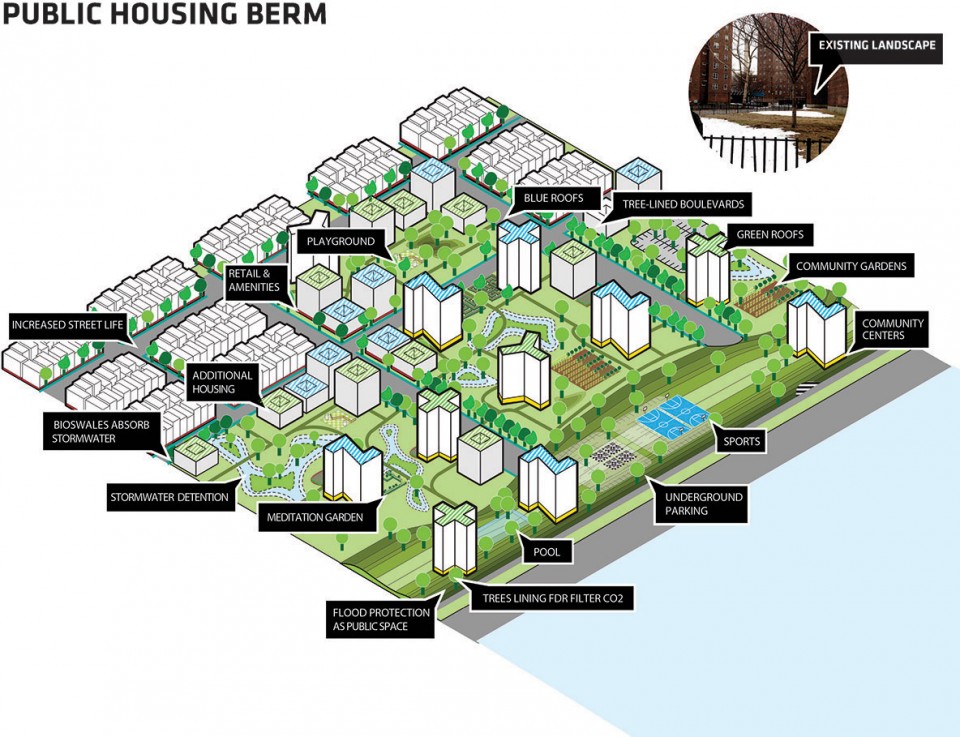 PUBLIC HOUSING BERM
EXISTING LANDSCAPE
BLUE ROOFS
TREE-LINED BOULEVARDS
PLAYGROUND
GREEN ROOFS
RETAIL &
AMENITIES
COMMUNITY GARDENS
INCREASED STREET LIFE
COMMUNITY
CENTERS
ADDITIONAL
HOUSING
BIOSWALES ABSORB
STORMWATER
SPORTS
STORMWATER DETENTION
MEDITATION GARDEN
UNDERGROUND
PARKING
POOL
TREES LINING FDR FILTER CO2
FLOOD PROTECTION
AS PUBLIC SPACE